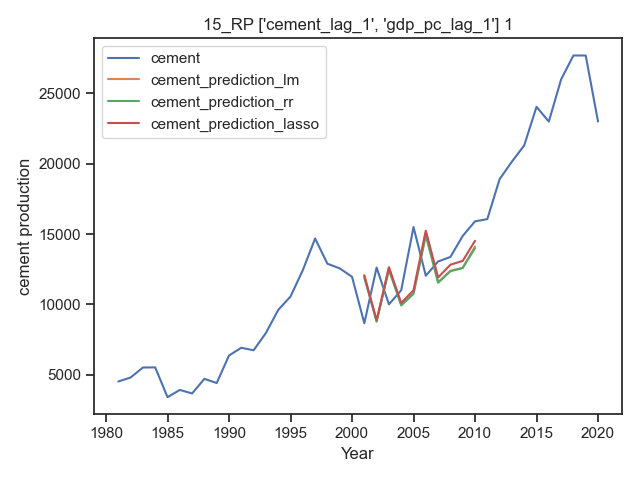 15_RP ['cement_lag_1', 'gdp_pc_lag_1'] 1
cement
cement_prediction_lm
cement_prediction_rr
cement_prediction_lasso
25000
20000
15000
10000
5000
cement production
1980 1985 1990 1995 2000 2005 2010 2015 2020
Year